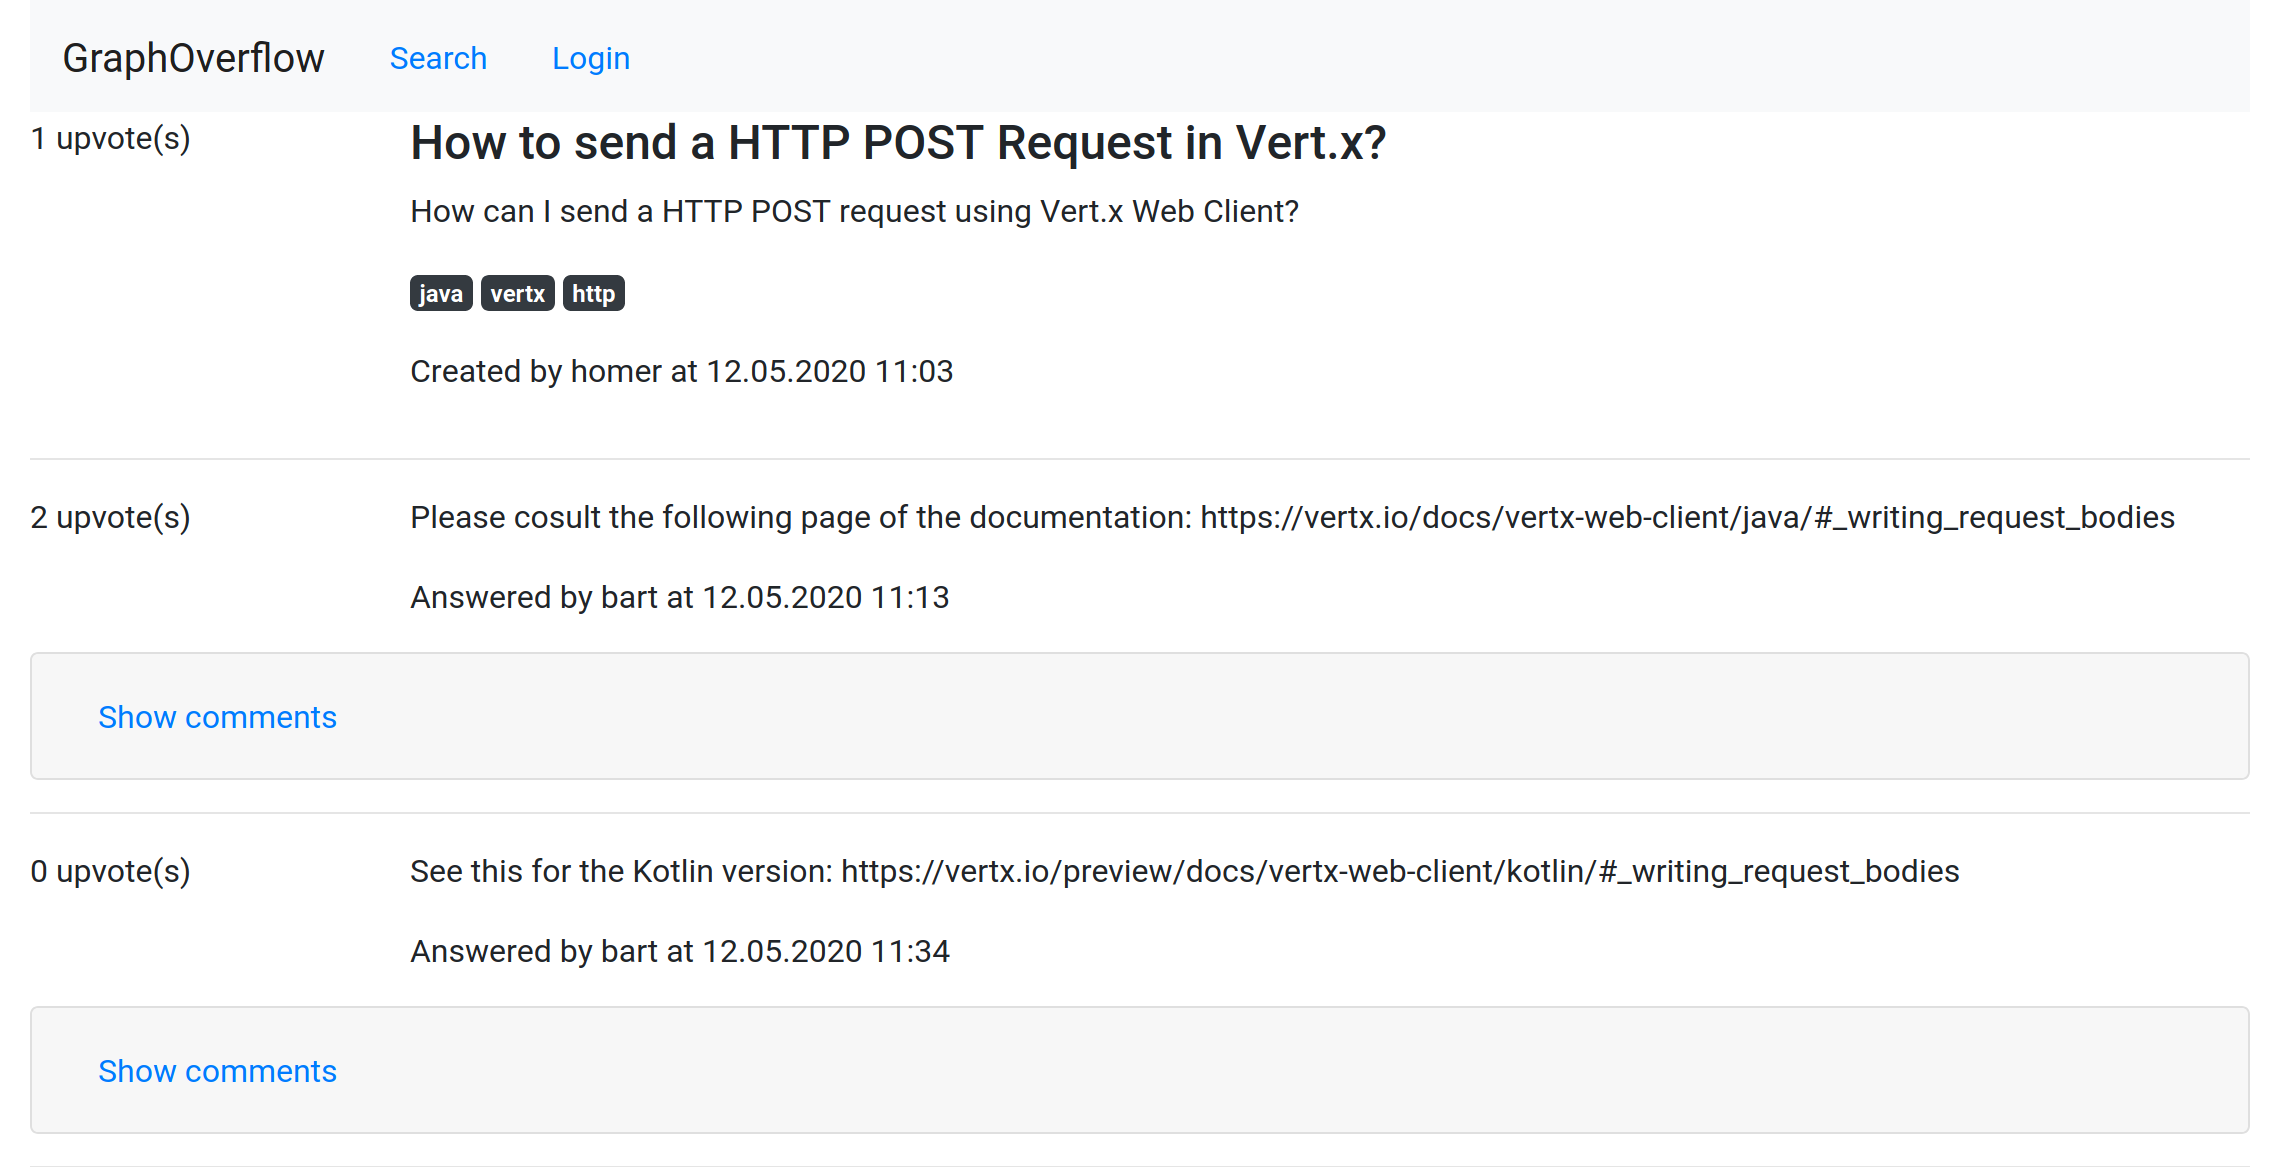 GraphOverflow Search Login
1 upvote(s) How to send a HTTP POST Request in Vert.x?
How can I send a HTTP POST request using Vert.x Web Client?
java vertx http
Created by homer at 12.05.2020 11:03
2 upvote(s) Please cosult the following page of the documentation: https://vertx.io/docs/vertx-web-client/java/#_writing_request_bodies
Answered by bart at 12.05.2020 11:13
Show comments
0 upvote(s) See this for the Kotlin version: https://vertx.io/preview/docs/vertx-web-client/kotlin/#_writing_request_bodies
Answered by bart at 12.05.2020 11:34
Show comments